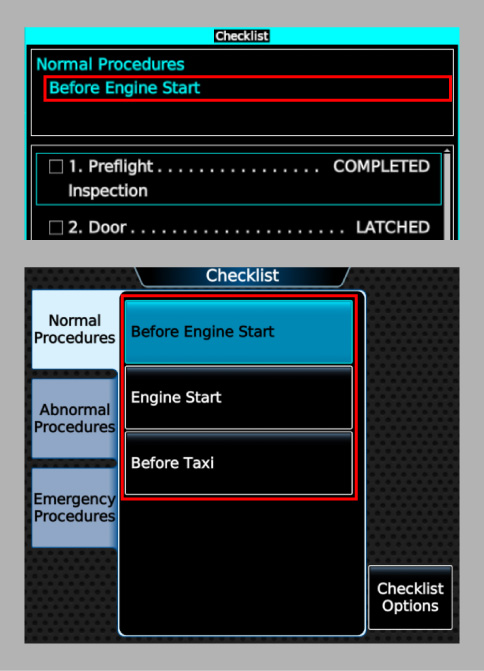 Checklist
Normal Procedures
Before Engine Start
1. Preflight . . . . . . . . . . . . . . . . COMPLETED
Inspection
2. Door . . . . . . . . . . . . . . . . . . . . . LATCHED
Checklist
Normal
Procedures
Before Engine Start
Engine Start
Abnormal
Procedures
Before Taxi
Emergency
Procedures
Checklist
Options